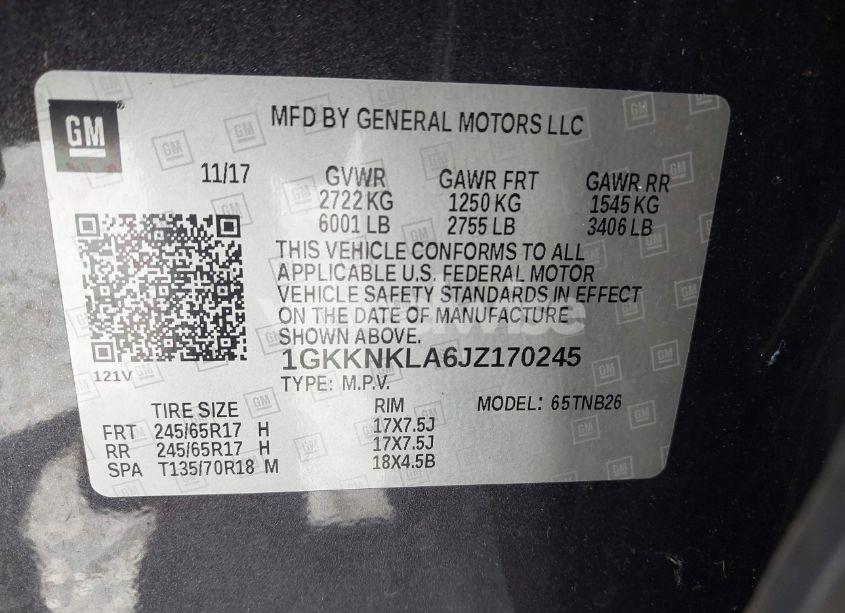 GM
MFD BY GENERAL MOTORS LLC
11/17 GVWR GAWR FRT GAWR RR
2722 KG 1250 KG 1545 KG
6001 LB 2755 LB 3406 LB
THIS VEHICLE CONFORMS TO ALL
APPLICABLE U.S. FEDERAL MOTOR
VEHICLE SAFETY STANDARDS IN EFFECT
ON THE DATE OF MANUFACTURE
SHOWN ABOVE.
1GKKNKLA6JZ170245
121V
TYPE: M.P.V.
TIRE SIZE RIM MODEL: 65TNB26
FRT 245/65R17 H 17X7.5J
RR 245/65R17 H 17X7.5J
SPA T135/70R18 M 18X4.5B